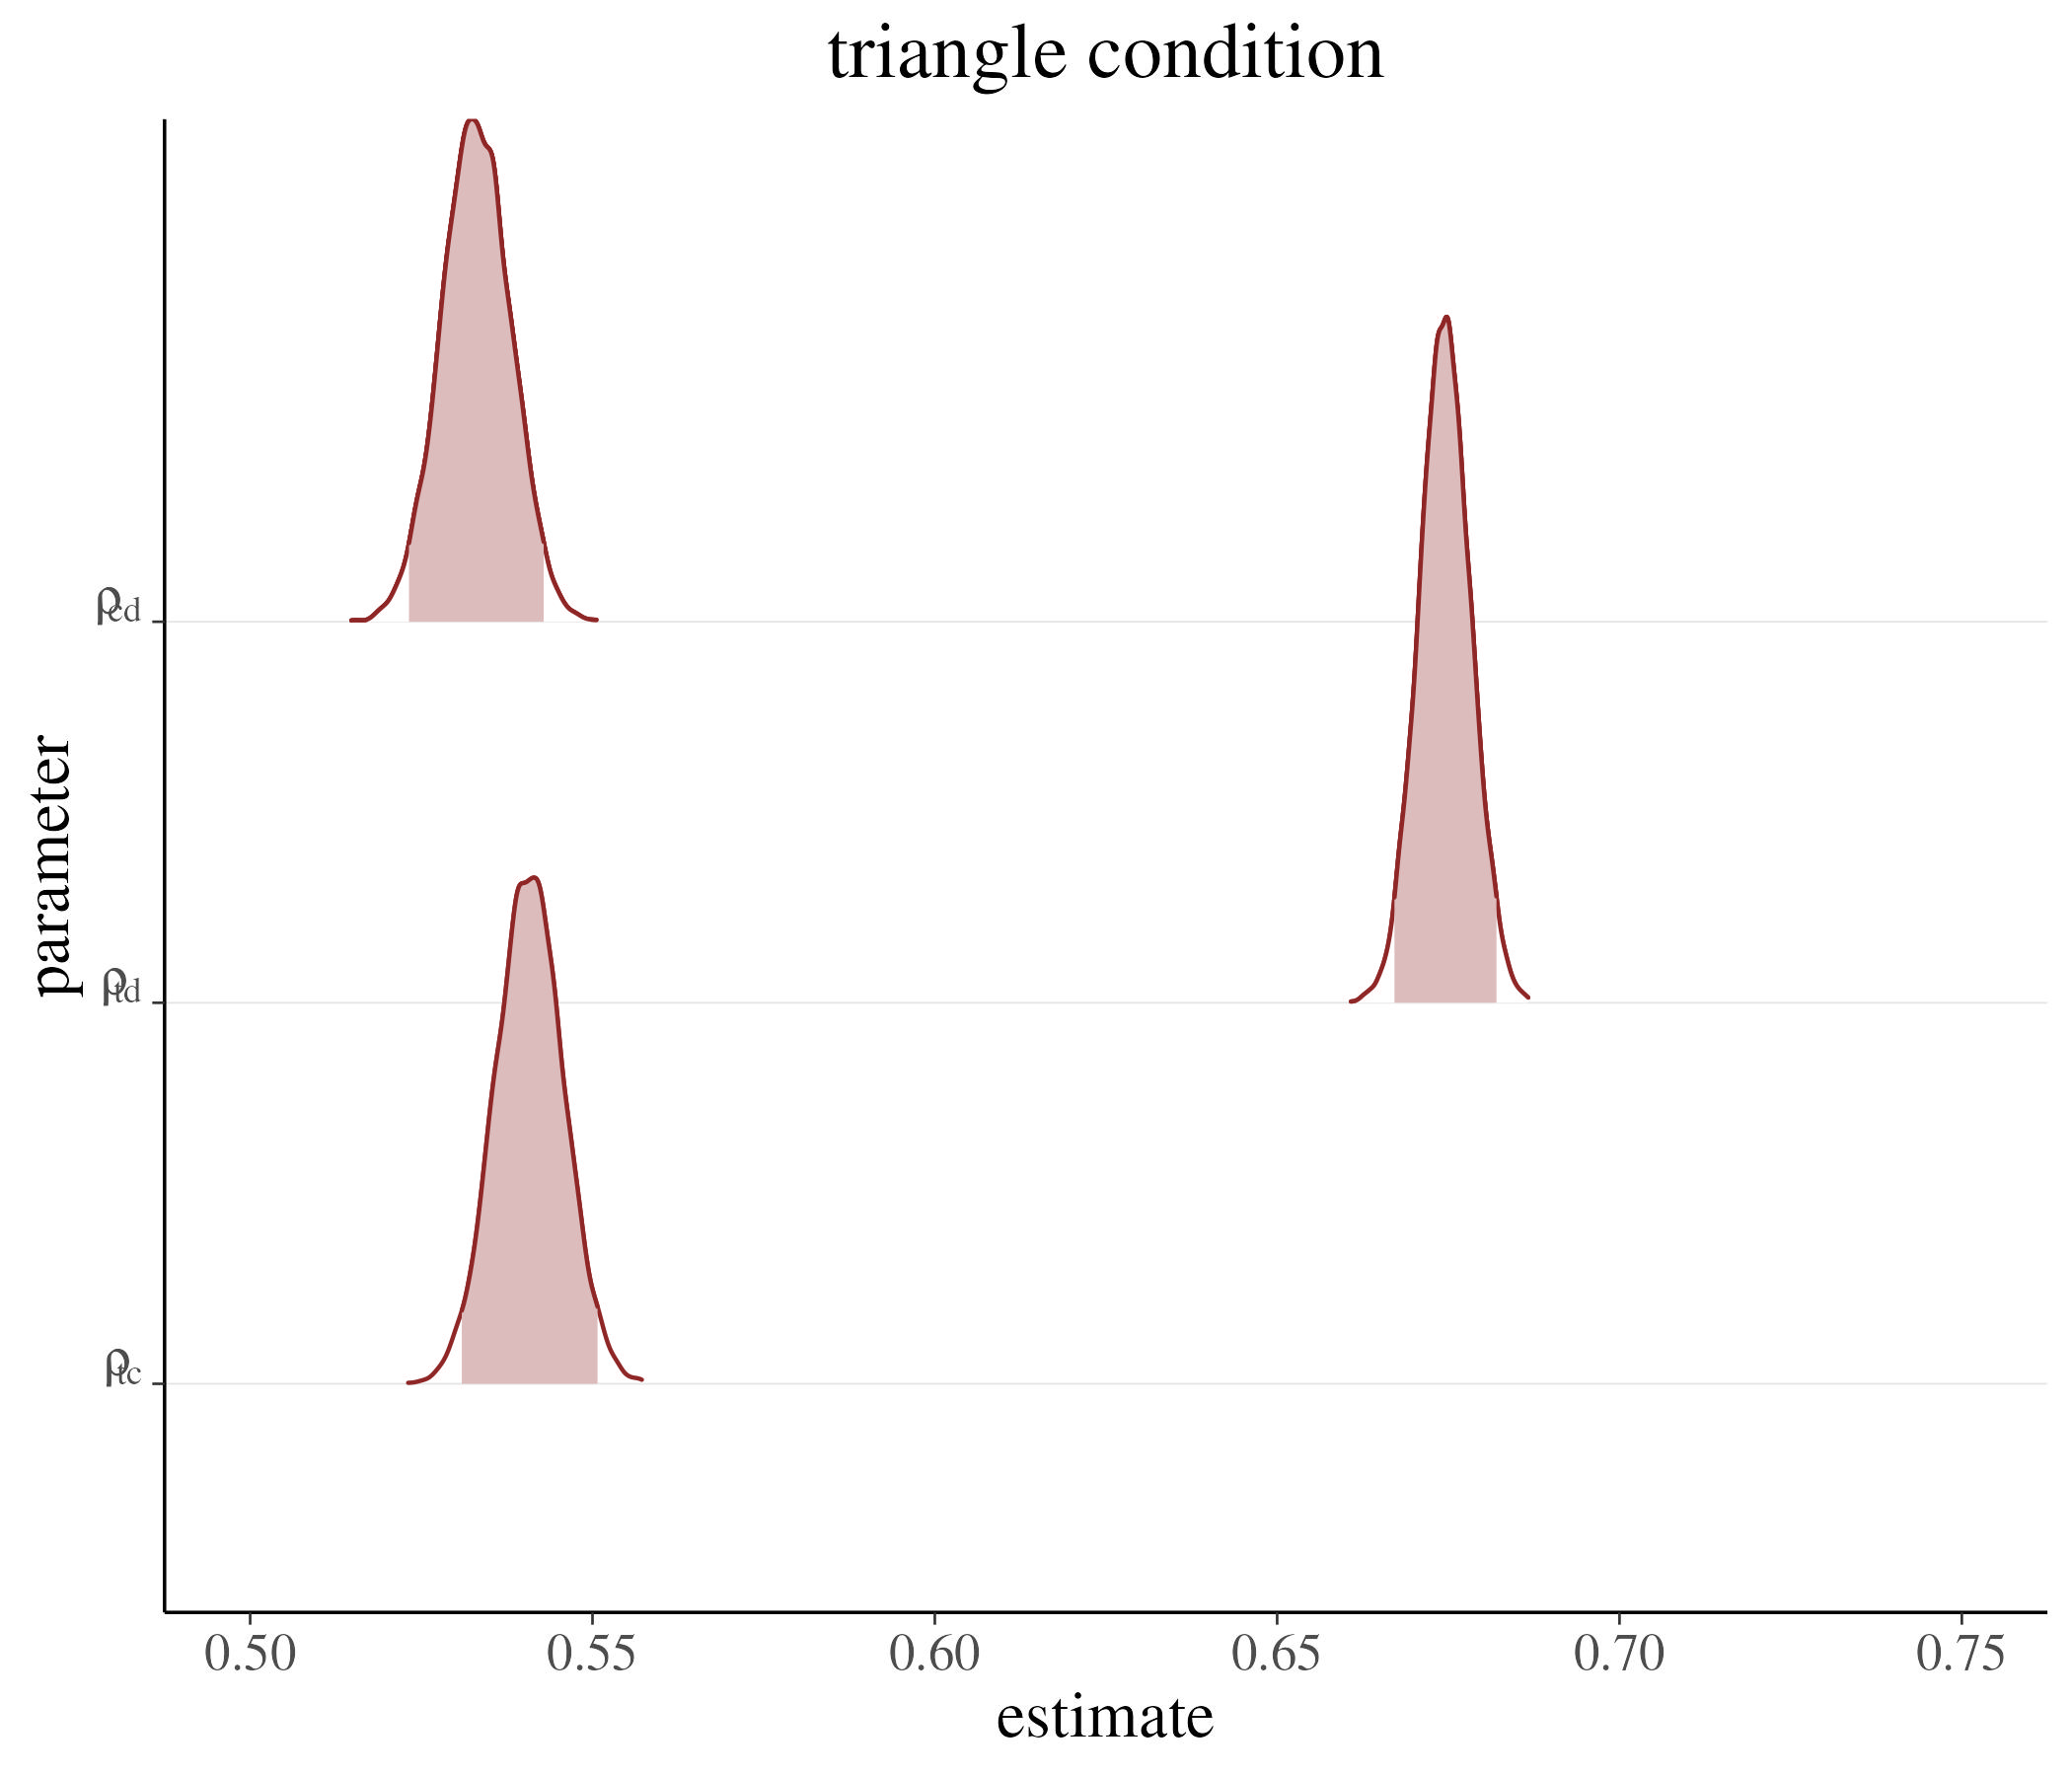 triangle condition
parameter
ρcd
ρtd
ρtc
0.50 0.55 0.60 0.65 0.70 0.75
estimate